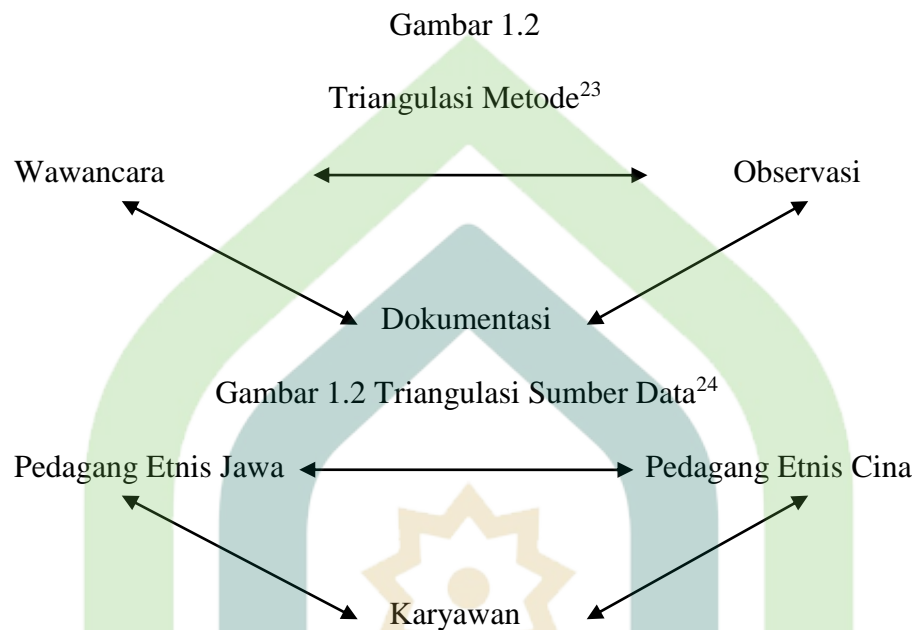 Gambar 1.2
Triangulasi Metode23
Wawancara Observasi
Dokumentasi
Gambar 1.2 Triangulasi Sumber Data24
Pedagang Etnis Jawa Pedagang Etnis Cina
Karyawan